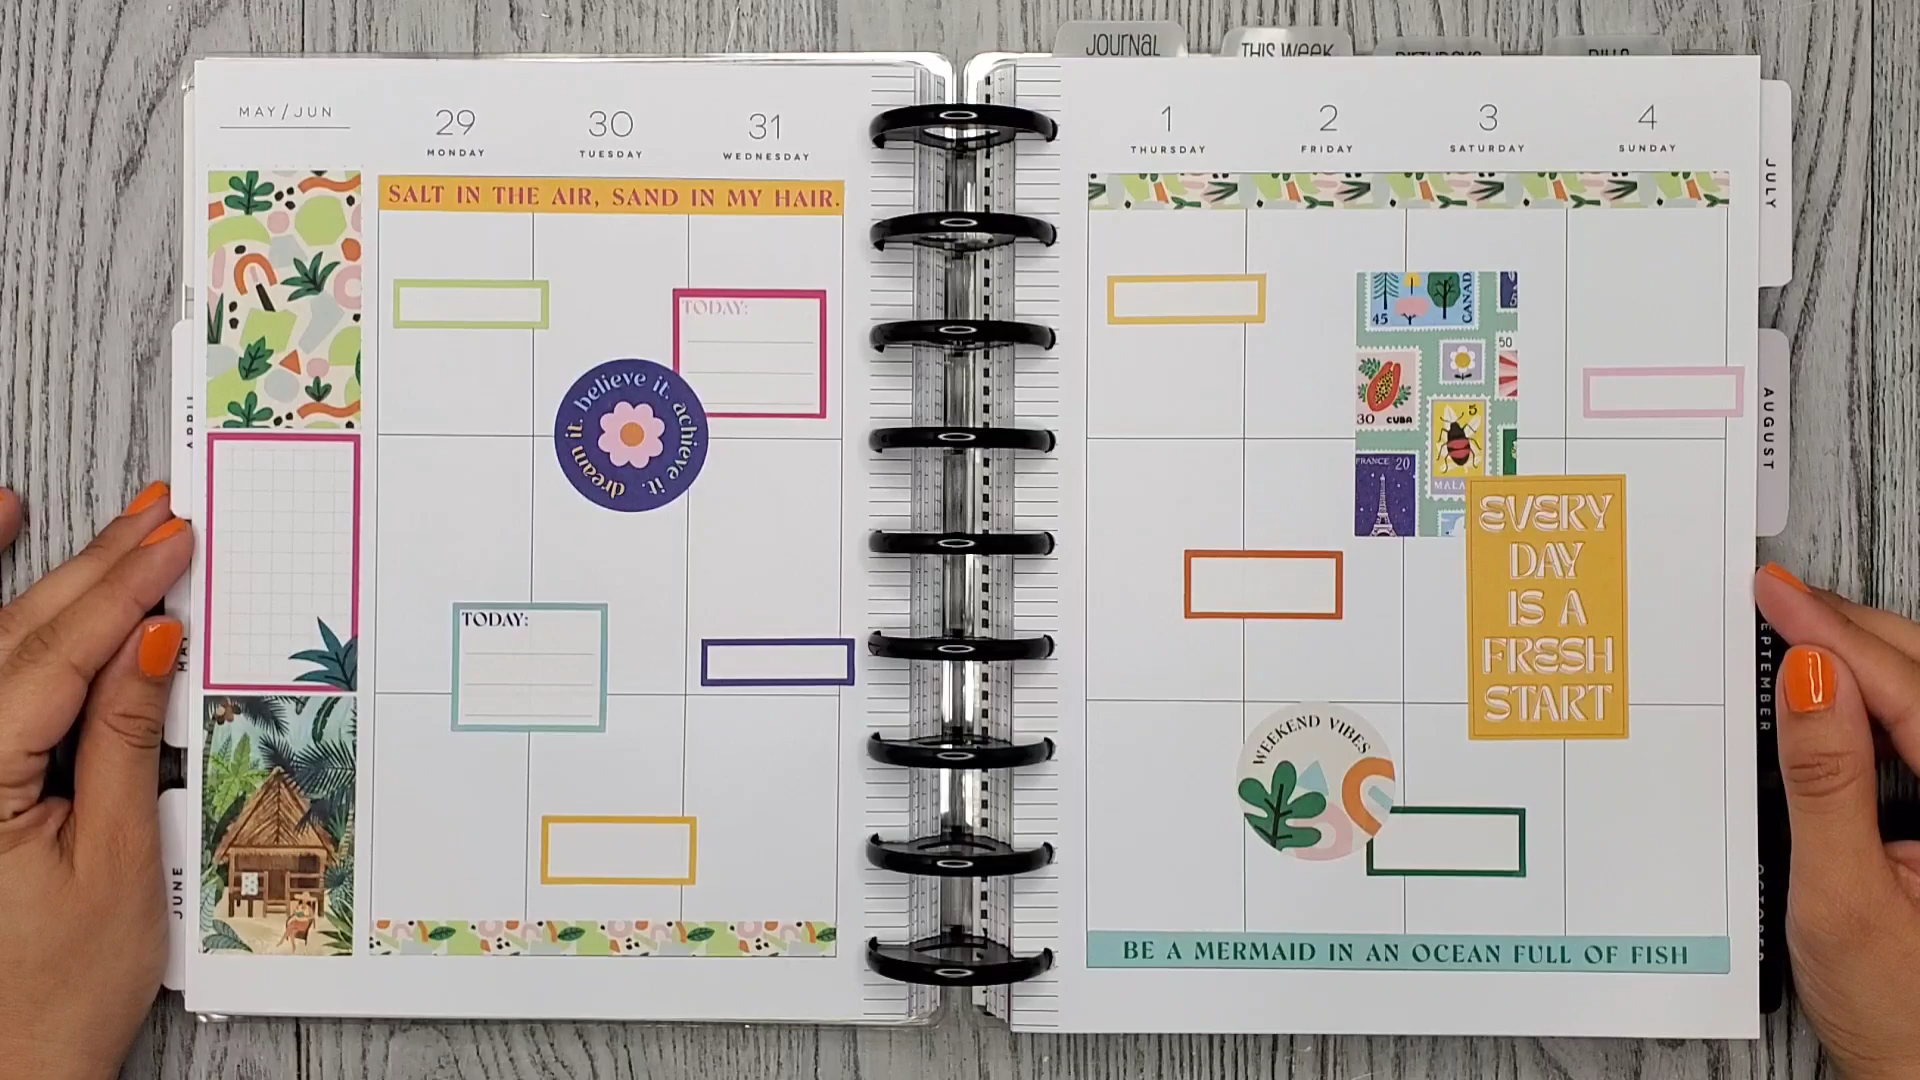 JOURNAL
THIS WEEK
MAY/JUN
29
MONDAY
30
TUESDAY
31
WEDNESDAY
1
THURSDAY
2
FRIDAY
3
SATURDAY
4
SUNDAY
SALT IN THE AIR, SAND IN MY HAIR.
TODAY:
dream it. believe it. achieve it.
TODAY:
45
CANADA
50
5
30 CUBA
FRANCE 20
EVERY
DAY
IS A
FRESH
START
WEEKEND VIBES
BE A MERMAID IN AN OCEAN FULL OF FISH
APRIL
MAY
JUNE
JULY
AUGUST
OCTOBER